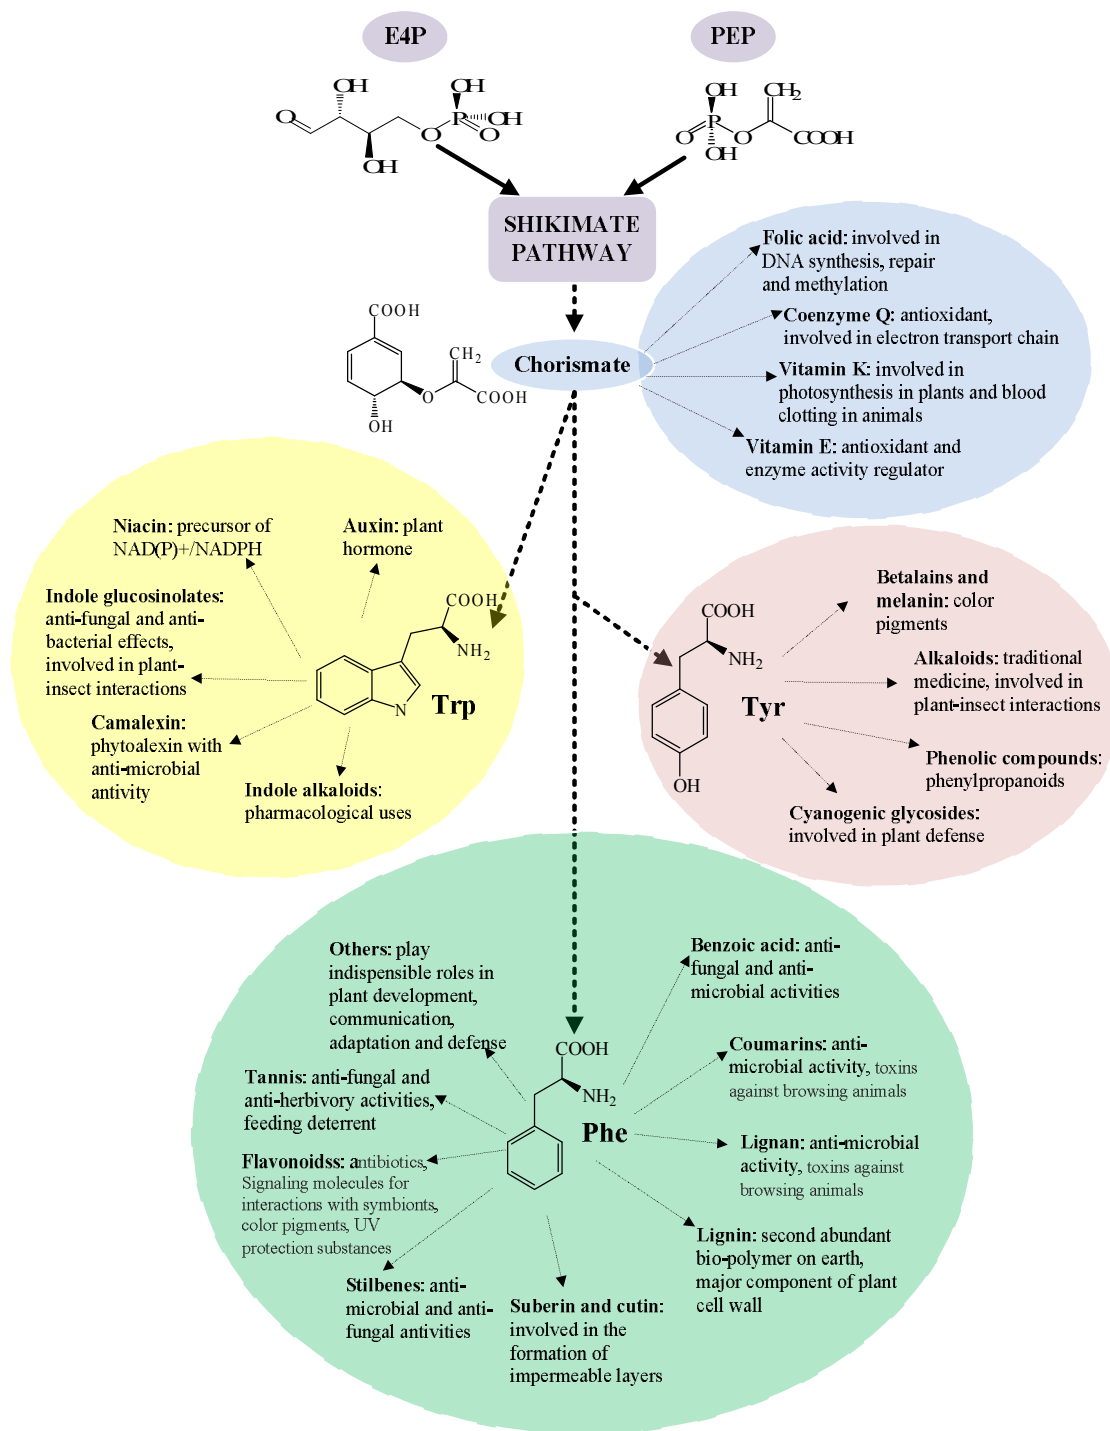 E4P
PEP
OH
O
OH
P
OH
O
O
OH
OH
P
O
OH
O
CH2
COOH
SHIKIMATE
PATHWAY
Folic acid: involved in
DNA synthesis, repair
and methylation
Coenzyme Q: antioxidant,
involved in electron transport chain
Vitamin K: involved in
photosynthesis in plants and blood
clotting in animals
Vitamin E: antioxidant and
enzyme activity regulator
Chorismate
COOH
CH2
O
COOH
OH
Niacin: precursor of
NAD(P)+/NADPH
Auxin: plant
hormone
Indole glucosinolates:
anti-fungal and anti-
bacterial effects,
involved in plant-
insect interactions
Camalexin:
phytoalexin with
anti-microbial
antivity
Indole alkaloids:
pharmacological uses
COOH
NH2
N
Trp
COOH
NH2
OH
Tyr
Betalains and
melanin: color
pigments
Alkaloids: traditional
medicine, involved in
plant-insect interactions
Phenolic compounds:
phenylpropanoids
Cyanogenic glycosides:
involved in plant defense
Others: play
indispensible roles in
plant development,
communication,
adaptation and defense
Tannis: anti-fungal and
anti-herbivory activities,
feeding deterrent
Flavonoidss: antibiotics,
Signaling molecules for
interactions with symbionts,
color pigments, UV
protection substances
Stilbenes: anti-
microbial and anti-
fungal antivities
Suberin and cutin:
involved in the
formation of
impermeable layers
COOH
NH2
Phe
Benzoic acid: anti-
fungal and anti-
microbial activities
Coumarins: anti-
microbial activity, toxins
against browsing animals
Lignan: anti-microbial
activity, toxins against
browsing animals
Lignin: second abundant
bio-polymer on earth,
major component of plant
cell wall